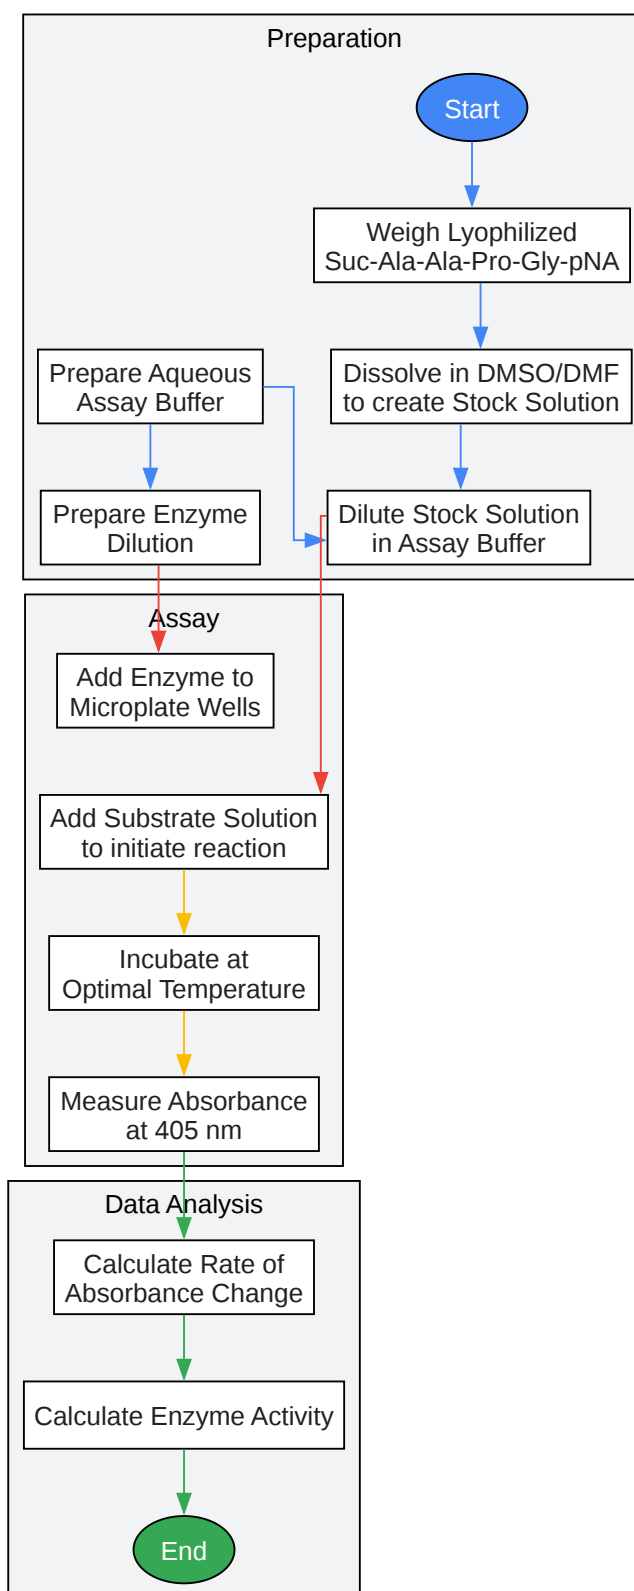 Preparation
Start
Weigh Lyophilized
Suc-Ala-Ala-Pro-Gly-pNA
Prepare Aqueous
Assay Buffer
Dissolve in DMSO/DMF
to create Stock Solution
Prepare Enzyme
Dilution
Dilute Stock Solution
in Assay Buffer
Assay
Add Enzyme to
Microplate Wells
Add Substrate Solution
to initiate reaction
Incubate at
Optimal Temperature
Measure Absorbance
at 405 nm
Data Analysis
Calculate Rate of
Absorbance Change
Calculate Enzyme Activity
End